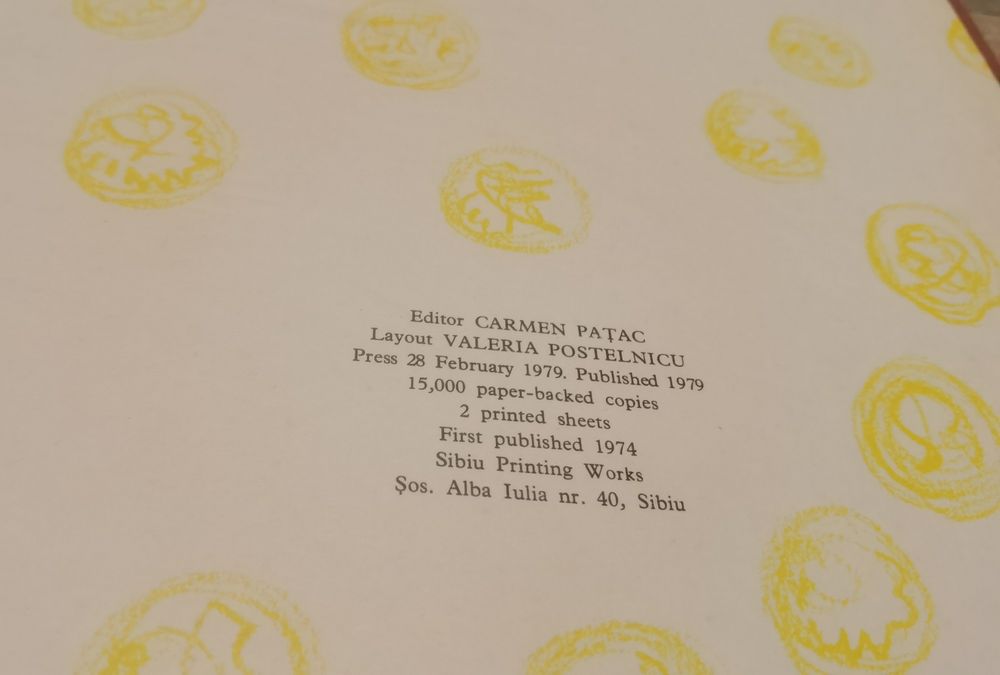 Editor CARMEN PAȚAC
Layout VALERIA POSTELNICU
Press 28 February 1979. Published 1979
15,000 paper-backed copies
2 printed sheets
First published 1974
Sibiu Printing Works
Șos. Alba Iulia nr. 40, Sibiu